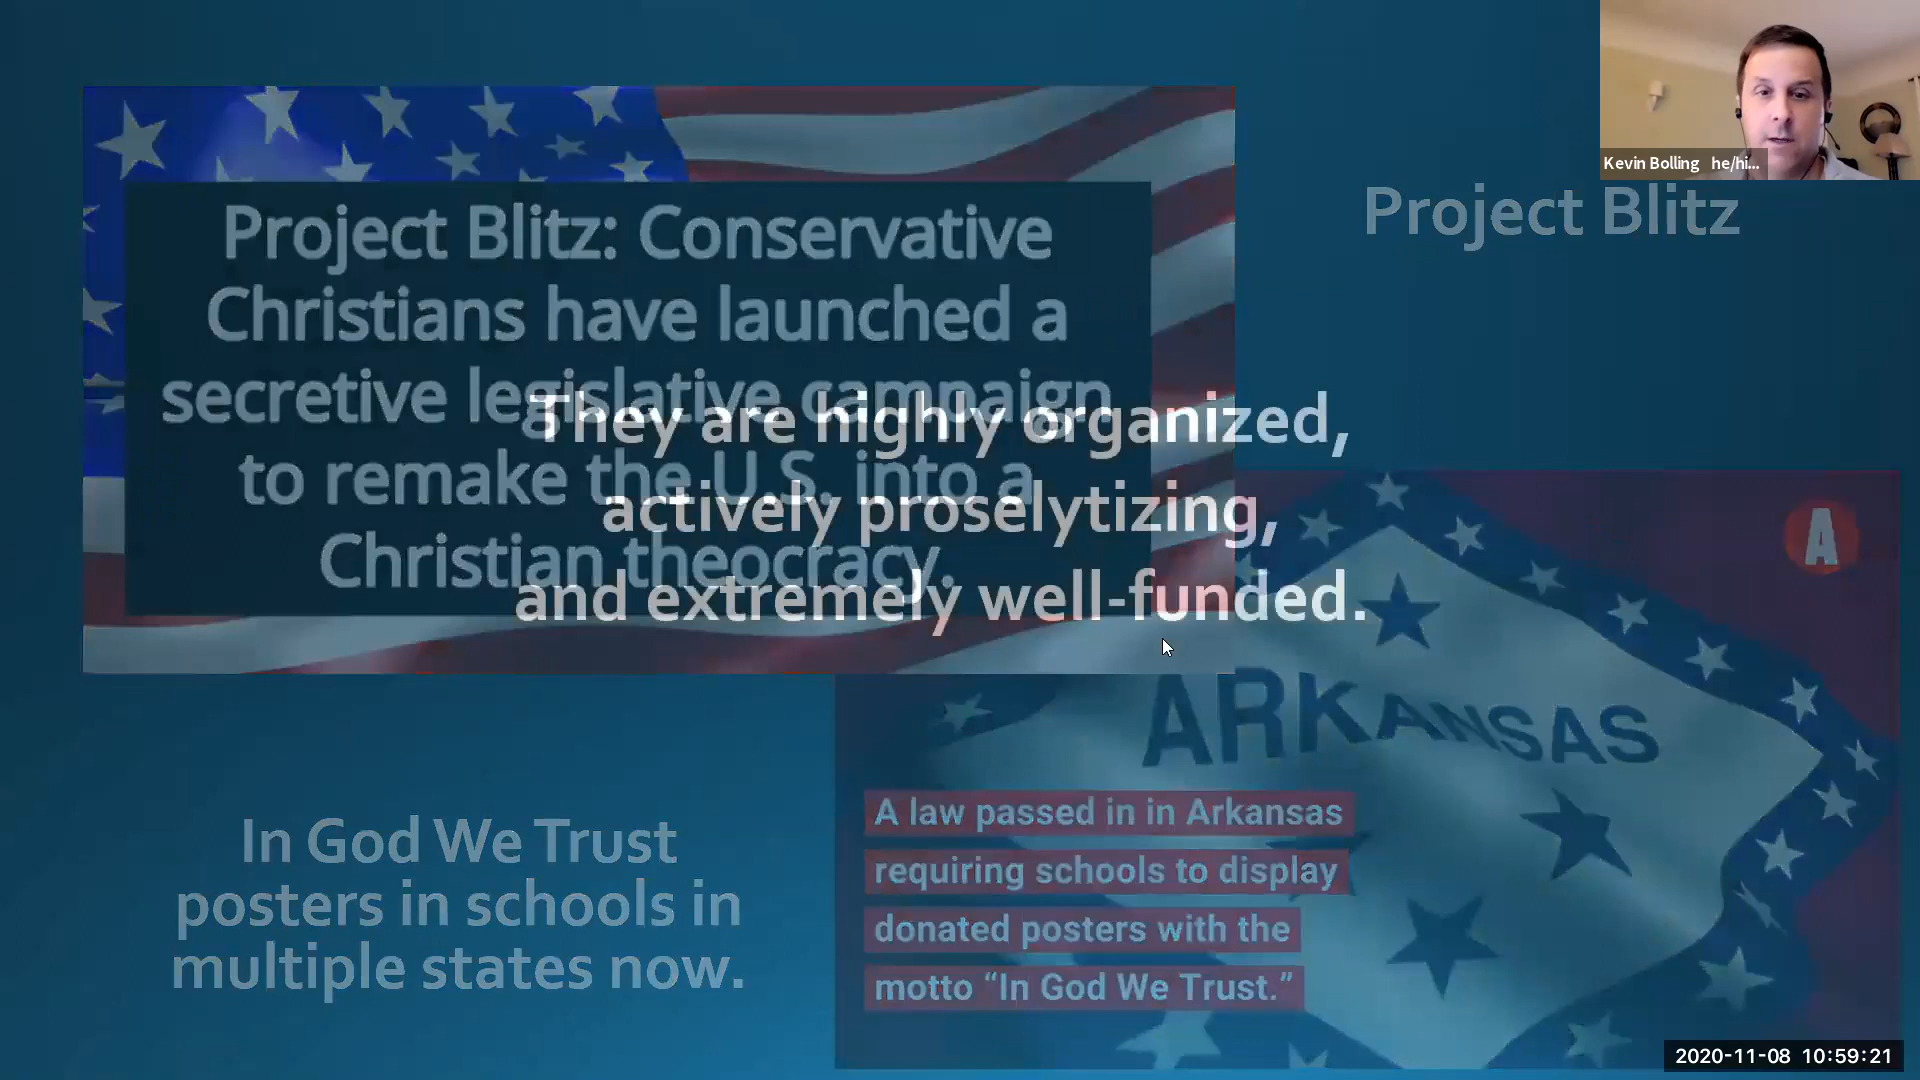 Kevin Bolling he/hi...
Project Blitz
Project Blitz: Conservative
Christians have launched a
secretive legislative campaign
to remake the U.S. into a
Christian theocracy.
They are highly organized,
actively proselytizing,
and extremely well-funded.
A
ARKANSAS
A law passed in in Arkansas
requiring schools to display
donated posters with the
motto “In God We Trust.”
In God We Trust
posters in schools in
multiple states now.
2020-11-08 10:59:21